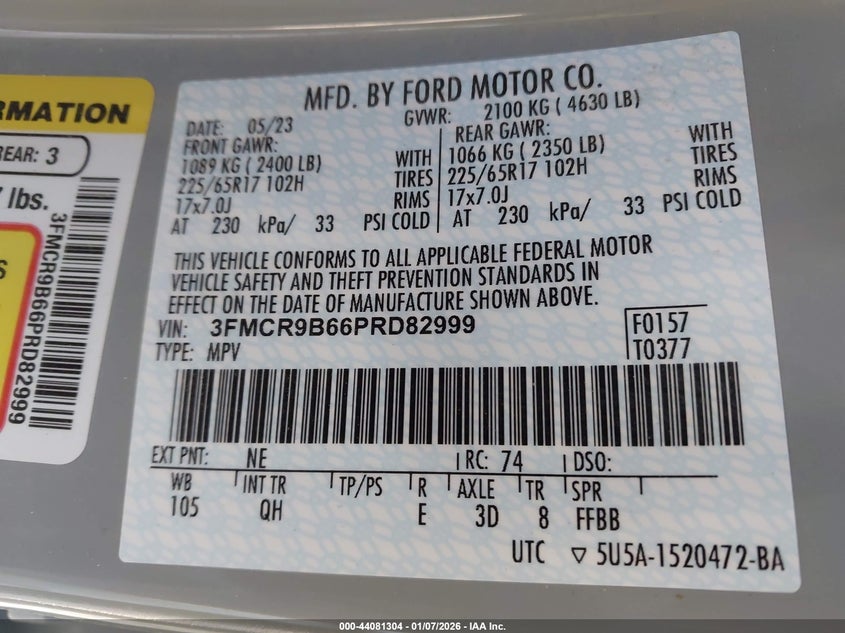 RMATION
REAR: 3
lbs.
S
3FMCR9B66PRD82999
MFD. BY FORD MOTOR CO.
DATE: 05/23 GVWR: 2100 KG ( 4630 LB)
FRONT GAWR: REAR GAWR:
1089 KG ( 2400 LB) WITH 1066 KG ( 2350 LB) WITH
225/65R17 102H TIRES 225/65R17 102H TIRES
17x7.0J RIMS 17x7.0J RIMS
AT 230 kPa/ 33 PSI COLD AT 230 kPa/ 33 PSI COLD
THIS VEHICLE CONFORMS TO ALL APPLICABLE FEDERAL MOTOR
VEHICLE SAFETY AND THEFT PREVENTION STANDARDS IN
EFFECT ON THE DATE OF MANUFACTURE SHOWN ABOVE.
VIN: 3FMCR9B66PRD82999 F0157
TYPE: MPV T0377
EXT PNT: NE RC: 74 DSO:
WB INT TR TP/PS R AXLE TR SPR
105 QH E 3D 8 FFBB
UTC ▽ 5U5A-1520472-BA
000-44081304 - 01/07/2026 - IAA Inc.